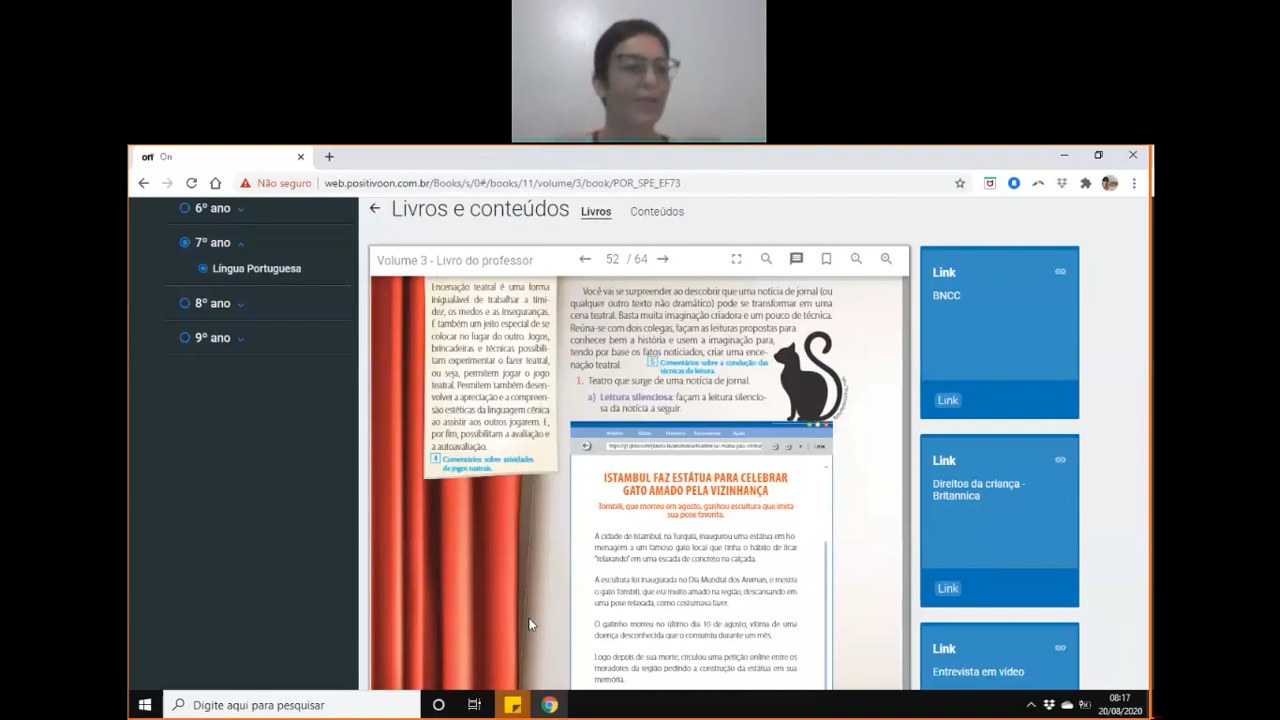 On
Não seguro
web.positivoon.com.br/Books/s/0#/books/11/volume/3/book/POR_SPE_EF73
6º ano
7º ano
Língua Portuguesa
8º ano
9º ano
Livros e conteúdos
Livros
Conteúdos
Volume 3 - Livro do professor
52 / 64
Encenação teatral é uma forma
inigualável de trabalhar a timi-
dez, os medos e as inseguranças.
É também um jeito especial de se
colocar no lugar do outro. Jogos,
brincadeiras e técnicas possibili-
tam experimentar o fazer teatral,
ou seja, permitem jogar o jogo
teatral. Permitem também desen-
volver a apreciação e a compreen-
são estéticas da linguagem cênica
ao assistir aos outros jogarem. E,
por fim, possibilitam a avaliação e
a autoavaliação.
4 Comentários sobre atividades
de jogos teatrais.
Você vai se surpreender ao descobrir que uma notícia de jornal (ou
qualquer outro texto não dramático) pode se transformar em uma
cena teatral. Basta muita imaginação criadora e um pouco de técnica.
Reúna-se com dois colegas, façam as leituras propostas para
conhecer bem a história e usem a imaginação para,
tendo por base os fatos noticiados, criar uma ence-
nação teatral.
5 Comentários sobre a condução das
técnicas de leitura.
1. Teatro que surge de uma notícia de jornal.
a) Leitura silenciosa: façam a leitura silencio-
sa da notícia a seguir.
ISTAMBUL FAZ ESTÁTUA PARA CELEBRAR
GATO AMADO PELA VIZINHANÇA
Tombili, que morreu em agosto, ganhou escultura que imita
sua pose favorita.
A cidade de Istambul, na Turquia, inaugurou uma estátua em ho
menagem a um famoso gato local que tinha o hábito de ficar
"relaxando" em uma escada de concreto na calçada.
A escultura foi inaugurada no Dia Mundial dos Animais, e mostra
o gato Tombili, que era muito amado na região, descansando em
uma pose relaxada, como costumava fazer.
O gatinho morreu no último dia 10 de agosto, vítima de uma
doença desconhecida que o consumiu durante um mês.
Logo depois de sua morte, circulou uma petição online entre os
moradores da região pedindo a construção da estátua em sua
memória.
Link
BNCC
Link
Link
Direitos da criança -
Britannica
Link
Link
Entrevista em vídeo
Digite aqui para pesquisar
08:17
20/08/2020